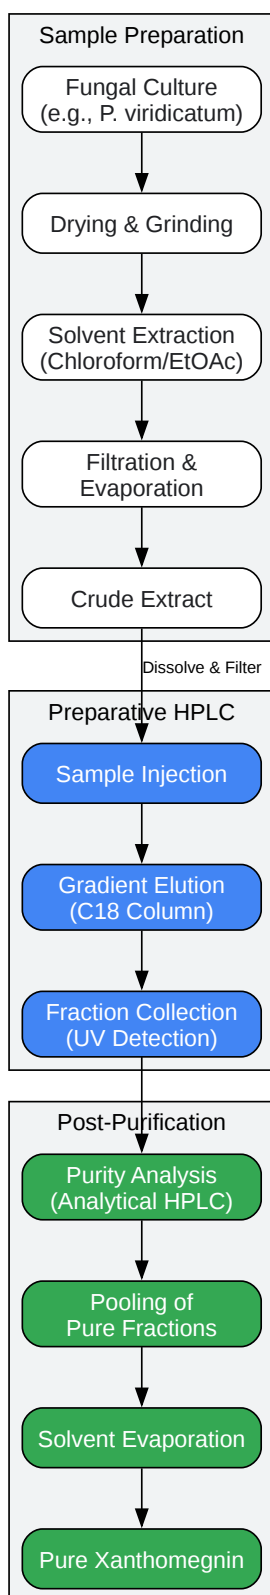 Sample Preparation
Fungal Culture
(e.g., P. viridicatum)
Drying & Grinding
Solvent Extraction
(Chloroform/EtOAc)
Filtration &
Evaporation
Crude Extract
Dissolve & Filter
Preparative HPLC
Sample Injection
Gradient Elution
(C18 Column)
Fraction Collection
(UV Detection)
Post-Purification
Purity Analysis
(Analytical HPLC)
Pooling of
Pure Fractions
Solvent Evaporation
Pure Xanthomegnin